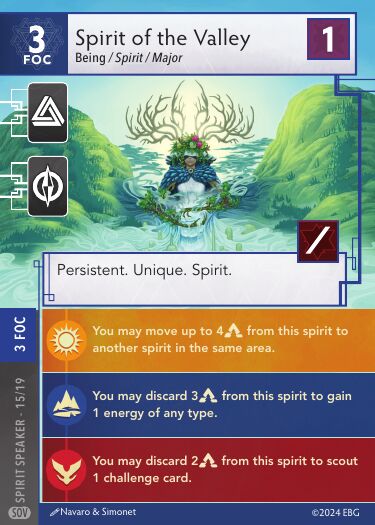 3
FOC
Spirit of the Valley
Being / Spirit / Major
1
Persistent. Unique. Spirit.
3 FOC
You may move up to 4 from this spirit to
another spirit in the same area.
You may discard 3 from this spirit to gain
1 energy of any type.
You may discard 2 from this spirit to scout
1 challenge card.
SPIRIT SPEAKER - 15/19
SOV
Navaro & Simonet
©2024 EBG